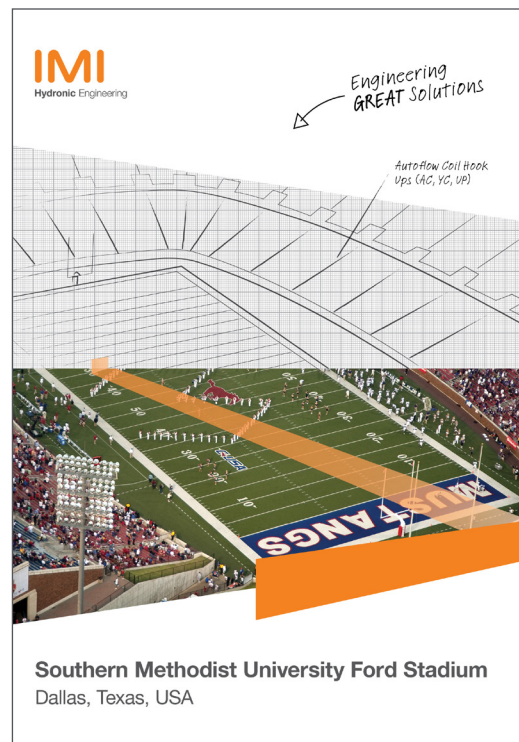 IMI
Hydronic Engineering
Engineering
GREAT Solutions
Autoflow Coil Hook
Ups (AC, YC, UP)
MUSTANGS
Southern Methodist University Ford Stadium
Dallas, Texas, USA